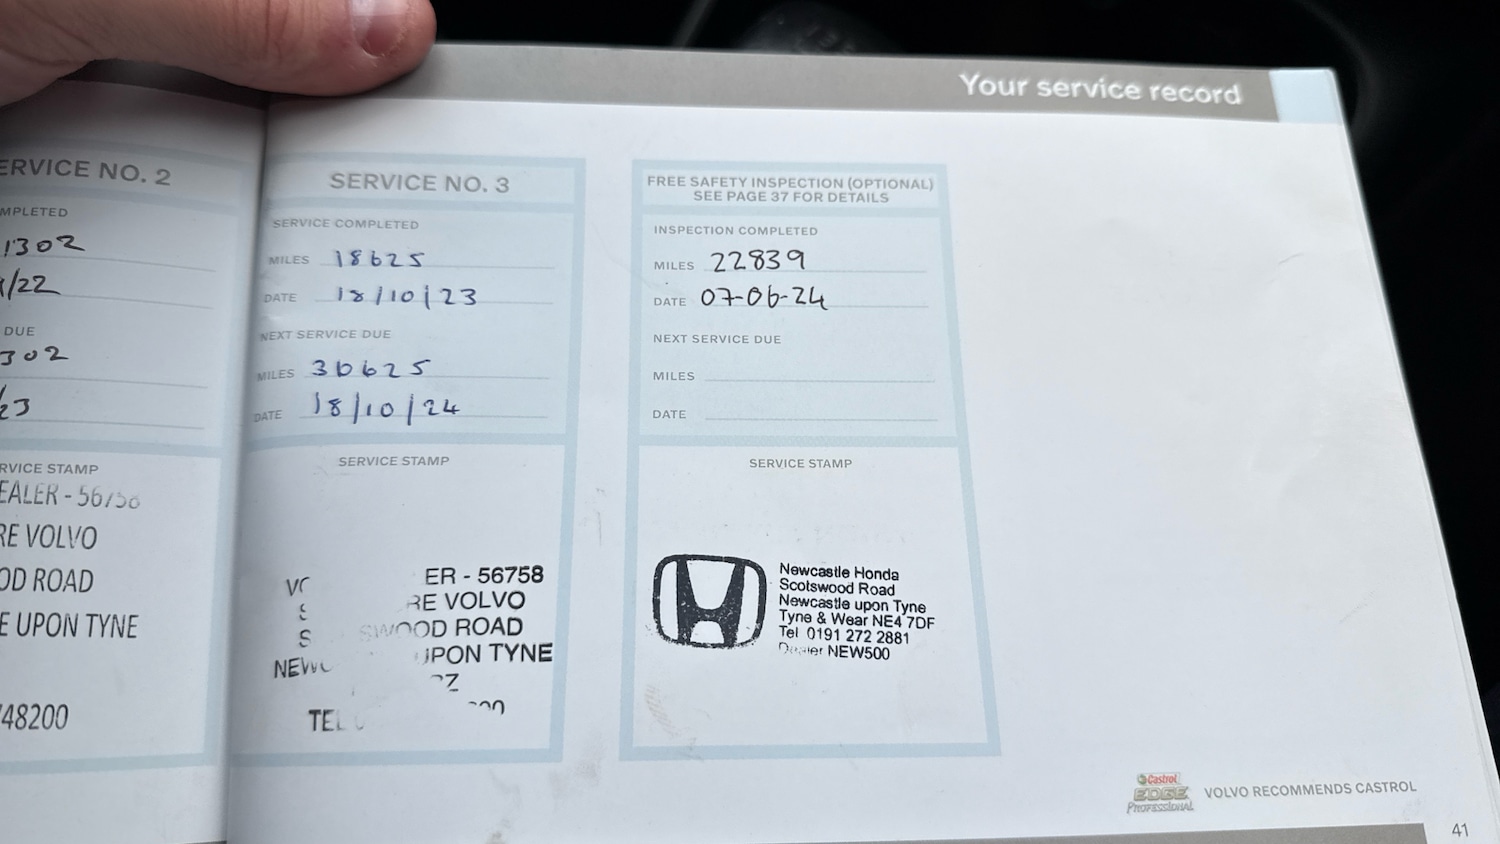 Your service record
ERVICE NO. 2
MPLETED
1302
/22
DUE
302
/23
RVICE STAMP
EALER - 56758
RE VOLVO
OD ROAD
E UPON TYNE
48200
SERVICE NO. 3
SERVICE COMPLETED
MILES 18625
DATE 18/10/23
NEXT SERVICE DUE
MILES 30625
DATE 18/10/24
SERVICE STAMP
ER - 56758
RE VOLVO
SWOOD ROAD
UPON TYNE
TEL
FREE SAFETY INSPECTION (OPTIONAL)
SEE PAGE 37 FOR DETAILS
INSPECTION COMPLETED
MILES 22839
DATE 07-06-24
NEXT SERVICE DUE
MILES
DATE
SERVICE STAMP
Newcastle Honda
Scotswood Road
Newcastle upon Tyne
Tyne & Wear NE4 7DF
Tel 0191 272 2881
Dealer NEW500
Castrol
EDGE
PROFESSIONAL
VOLVO RECOMMENDS CASTROL
41